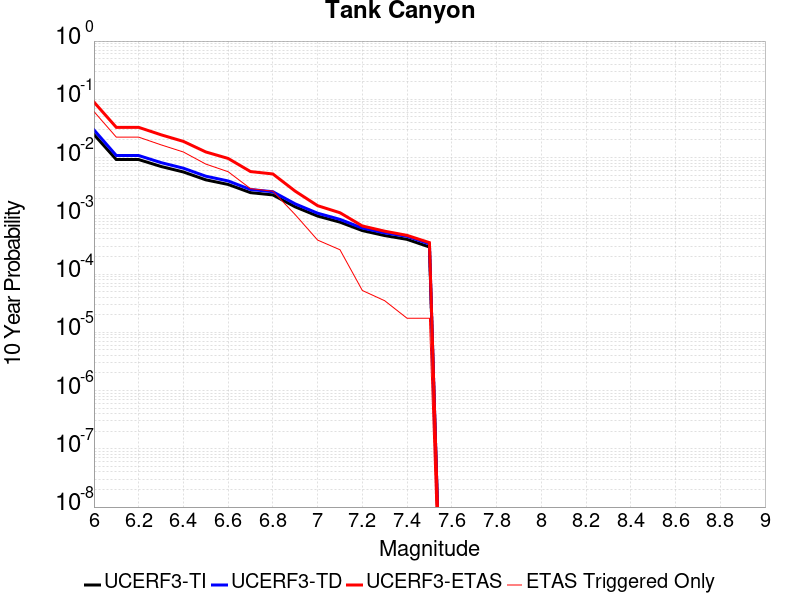 Tank Canyon
10^0
10^-1
10^-2
10^-3
10^-4
10^-5
10^-6
10^-7
10^-8
10 Year Probability
6 6.2 6.4 6.6 6.8 7 7.2 7.4 7.6 7.8 8 8.2 8.4 8.6 8.8 9
Magnitude
UCERF3-TI UCERF3-TD UCERF3-ETAS ETAS Triggered Only